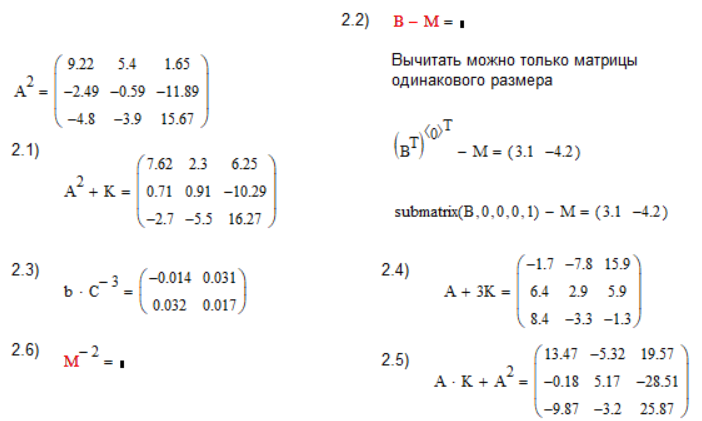 2.2) B − M = ▮
Вычитать можно только матрицы
одинакового размера
A² =
9.22 5.4 1.65
−2.49 −0.59 −11.89
−4.8 −3.9 15.67
(Bᵀ)^⟨0⟩ᵀ − M = (3.1 −4.2)
2.1)
A² + K =
7.62 2.3 6.25
0.71 0.91 −10.29
−2.7 −5.5 16.27
submatrix(B,0,0,0,1) − M = (3.1 −4.2)
2.3)
b · C⁻³ =
−0.014 0.031
0.032 0.017
2.4)
A + 3K =
−1.7 −7.8 15.9
6.4 2.9 5.9
8.4 −3.3 −1.3
2.6) M⁻² = ▮
2.5)
A · K + A² =
13.47 −5.32 19.57
−0.18 5.17 −28.51
−9.87 −3.2 25.87